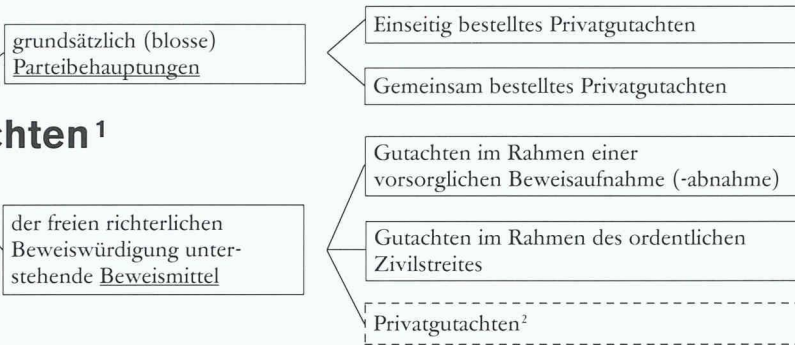 grundsätzlich (blosse)
Parteibehauptungen
Einseitig bestelltes Privatgutachten
Gemeinsam bestelltes Privatgutachten
chten¹
der freien richterlichen
Beweiswürdigung unter-
stehende Beweismittel
Gutachten im Rahmen einer
vorsorglichen Beweisaufnahme (-abnahme)
Gutachten im Rahmen des ordentlichen
Zivilstreites
Privatgutachten²